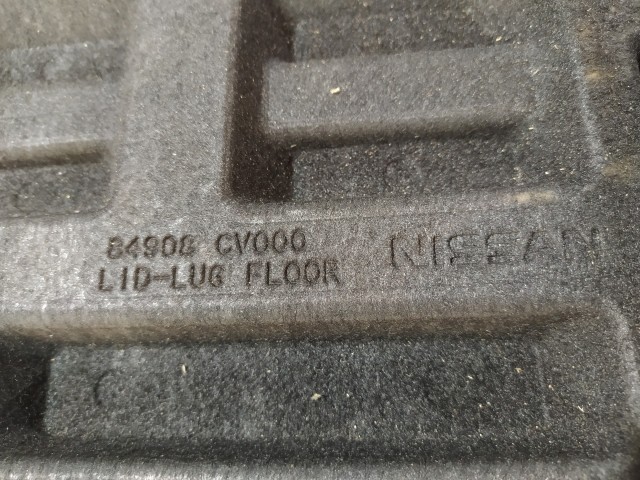 84908 CV000
LID-LUG FLOOR
NISSAN